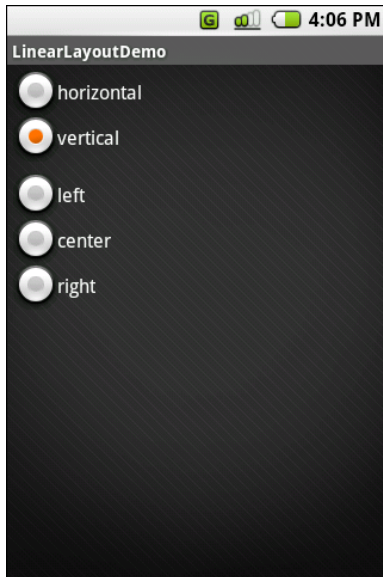 G 4:06 PM
LinearLayoutDemo
horizontal
vertical
left
center
right